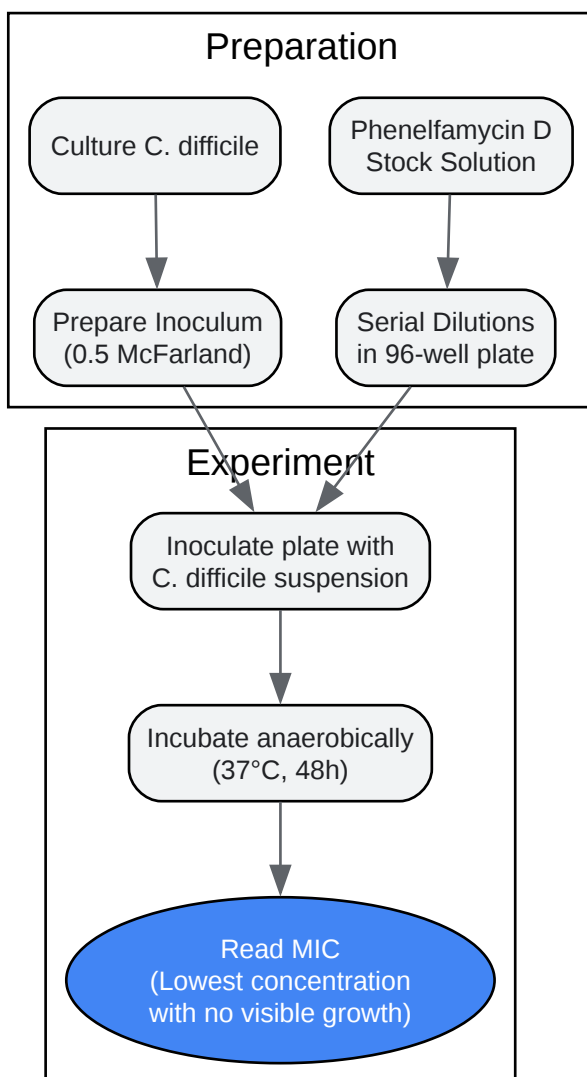 Preparation
Culture C. difficile
Phenelfamycin D
Stock Solution
Prepare Inoculum
(0.5 McFarland)
Serial Dilutions
in 96-well plate
Experiment
Inoculate plate with
C. difficile suspension
Incubate anaerobically
(37°C, 48h)
Read MIC
(Lowest concentration
with no visible growth)